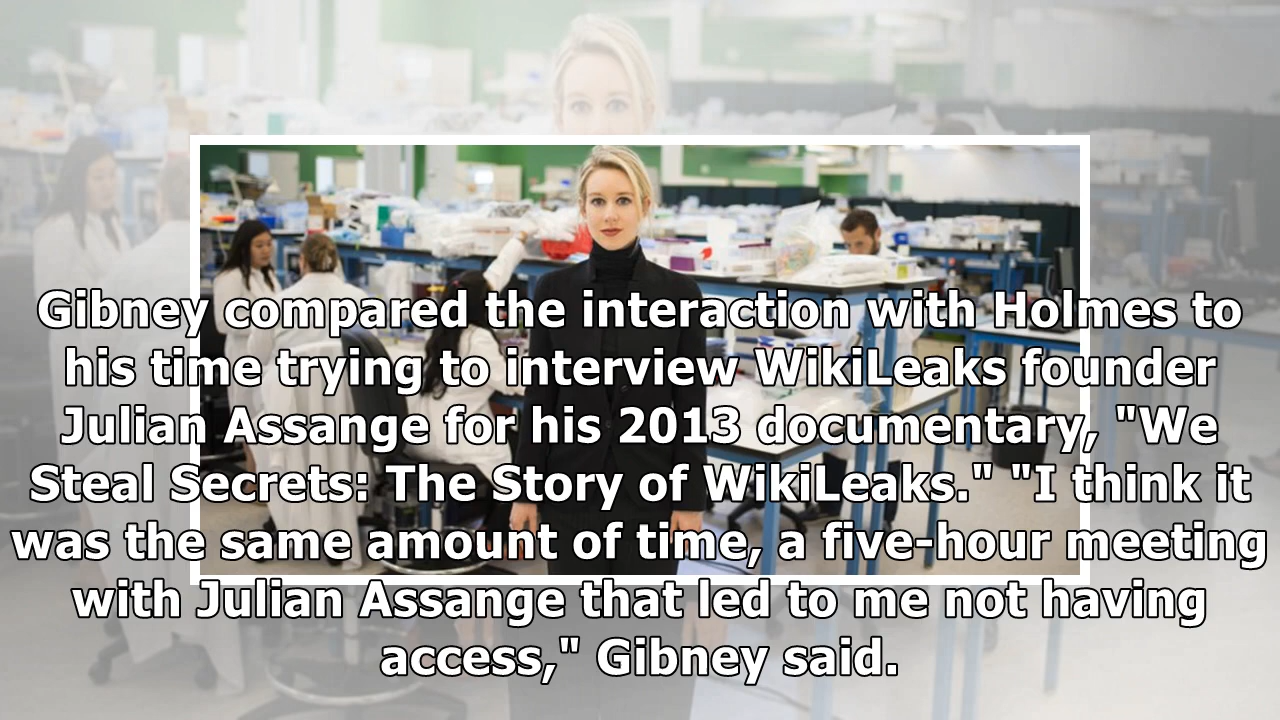 Gibney compared the interaction with Holmes to
his time trying to interview WikiLeaks founder
Julian Assange for his 2013 documentary, "We
Steal Secrets: The Story of WikiLeaks." "I think it
was the same amount of time, a five-hour meeting
with Julian Assange that led to me not having
access," Gibney said.